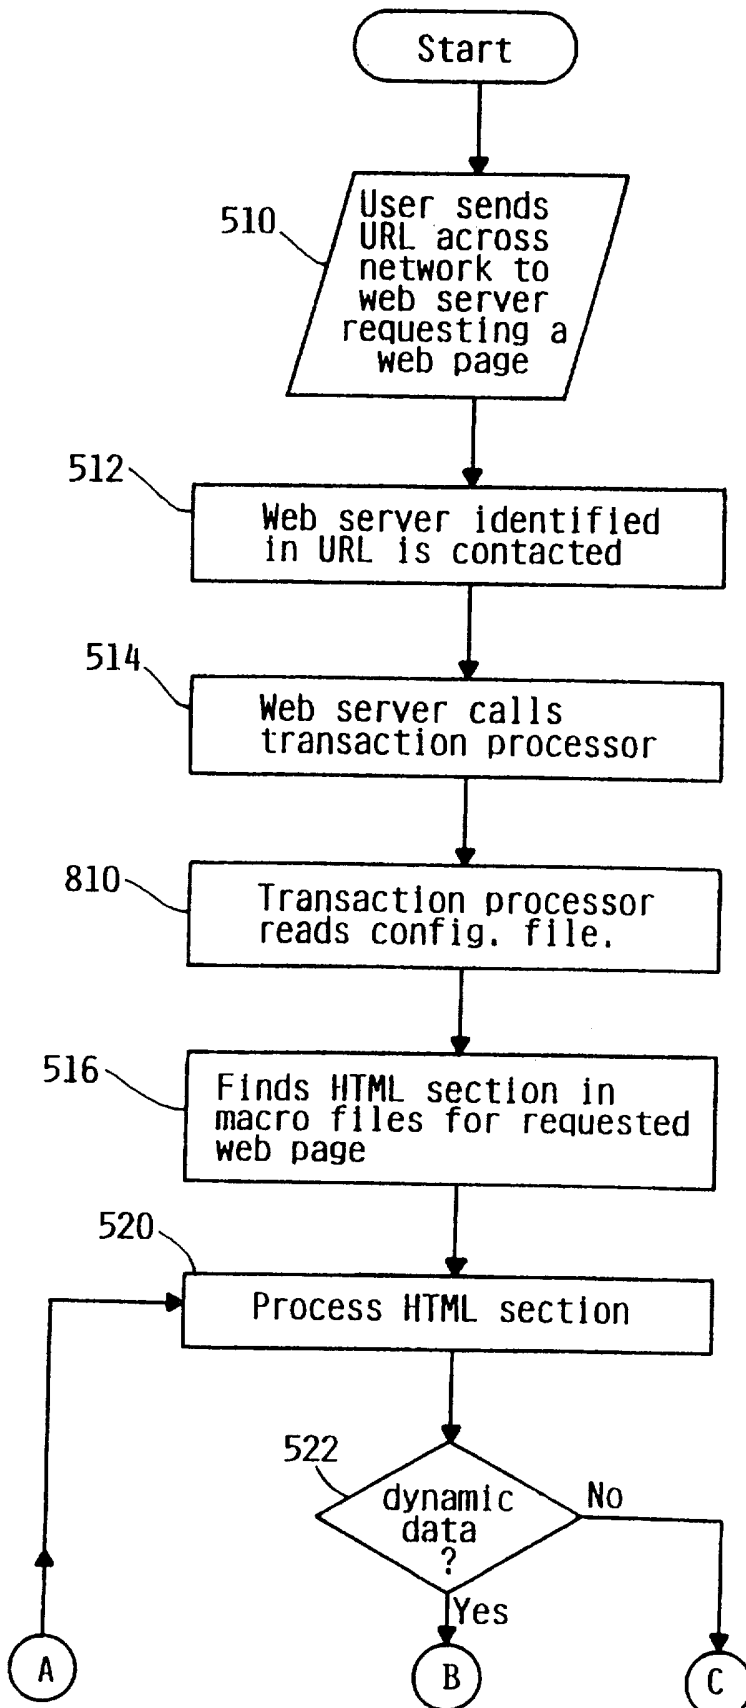 Start
510
User sends
URL across
network to
web server
requesting a
web page
512
Web server identified
in URL is contacted
514
Web server calls
transaction processor
810
Transaction processor
reads config. file.
516
Finds HTML section in
macro files for requested
web page
520
Process HTML section
522
dynamic
data
?
No
Yes
A
B
C